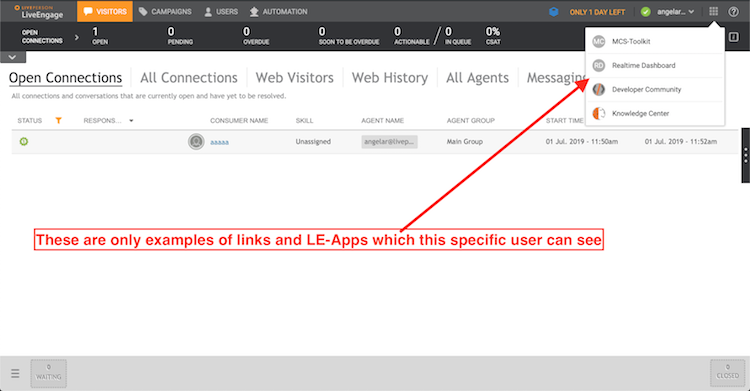 LIVEPERSON
LiveEngage
VISITORS
CAMPAIGNS
USERS
AUTOMATION
ONLY 1 DAY LEFT
angelar...
OPEN CONNECTIONS
1 OPEN
0 PENDING
0 OVERDUE
0 SOON TO BE OVERDUE
0 ACTIONABLE
/
0 IN QUEUE
0% CSAT
MC MCS-Toolkit
RD Realtime Dashboard
Developer Community
Knowledge Center
Open Connections All Connections Web Visitors Web History All Agents Messaging
All connections and conversations that are currently open and have yet to be resolved.
STATUS RESPONS... CONSUMER NAME SKILL AGENT NAME AGENT GROUP START TIME
aaaaa Unassigned angelar@livep... Main Group 01 Jul. 2019 - 11:50am 01 Jul. 2019 - 11:52am
These are only examples of links and LE-Apps which this specific user can see
0 WAITING
0 CLOSED